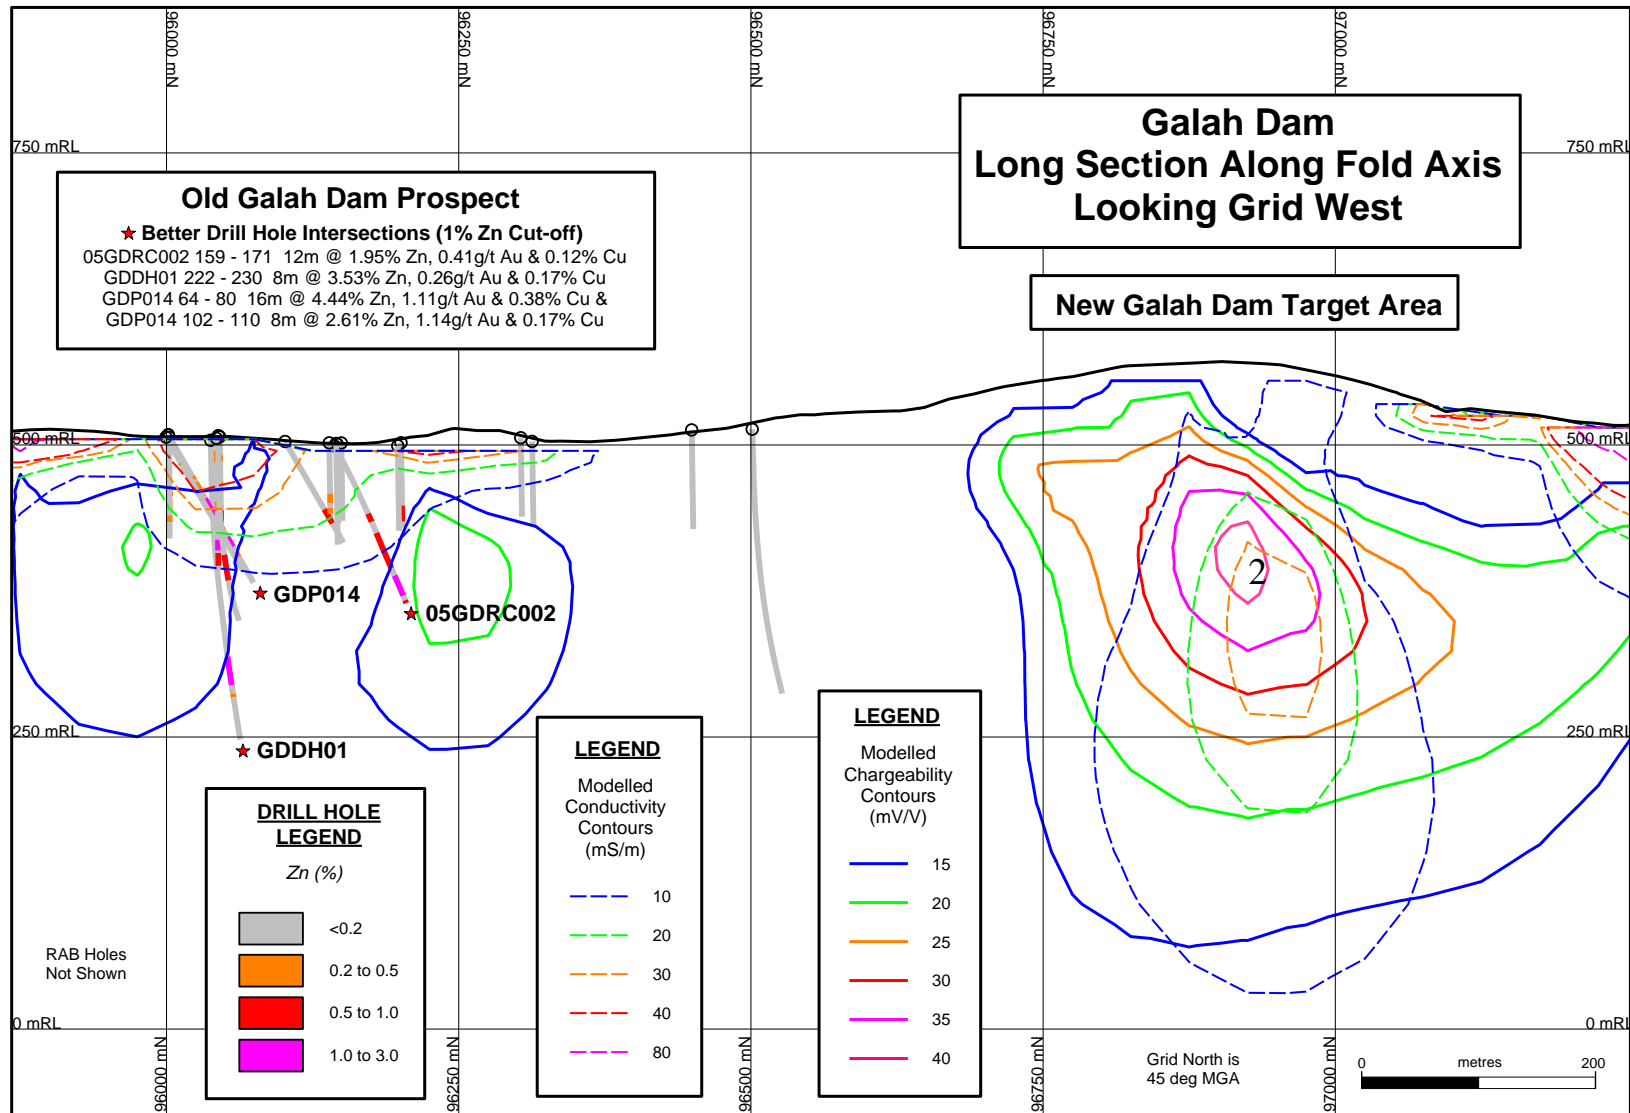 96000 mN
96250 mN
96500 mN
96750 mN
97000 mN
Galah Dam
Long Section Along Fold Axis
Looking Grid West
750 mRL
750 mRL
Old Galah Dam Prospect
Better Drill Hole Intersections (1% Zn Cut-off)
05GDRC002 159 - 171 12m @ 1.95% Zn, 0.41g/t Au & 0.12% Cu
GDDH01 222 - 230 8m @ 3.53% Zn, 0.26g/t Au & 0.17% Cu
GDP014 64 - 80 16m @ 4.44% Zn, 1.11g/t Au & 0.38% Cu &
GDP014 102 - 110 8m @ 2.61% Zn, 1.14g/t Au & 0.17% Cu
New Galah Dam Target Area
500 mRL
500 mRL
2
GDP014
05GDRC002
250 mRL
250 mRL
GDDH01
DRILL HOLE
LEGEND
Zn (%)
<0.2
0.2 to 0.5
0.5 to 1.0
1.0 to 3.0
LEGEND
Modelled
Conductivity
Contours
(mS/m)
10
20
30
40
80
LEGEND
Modelled
Chargeability
Contours
(mV/V)
15
20
25
30
35
40
RAB Holes
Not Shown
0 mRL
0 mRL
Grid North is
45 deg MGA
0 metres 200
96000 mN
96250 mN
96500 mN
96750 mN
97000 mN